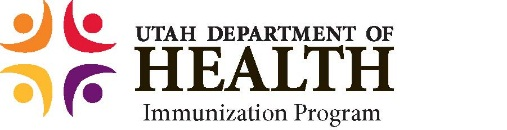 UTAH DEPARTMENT OF
HEALTH
Immunization Program